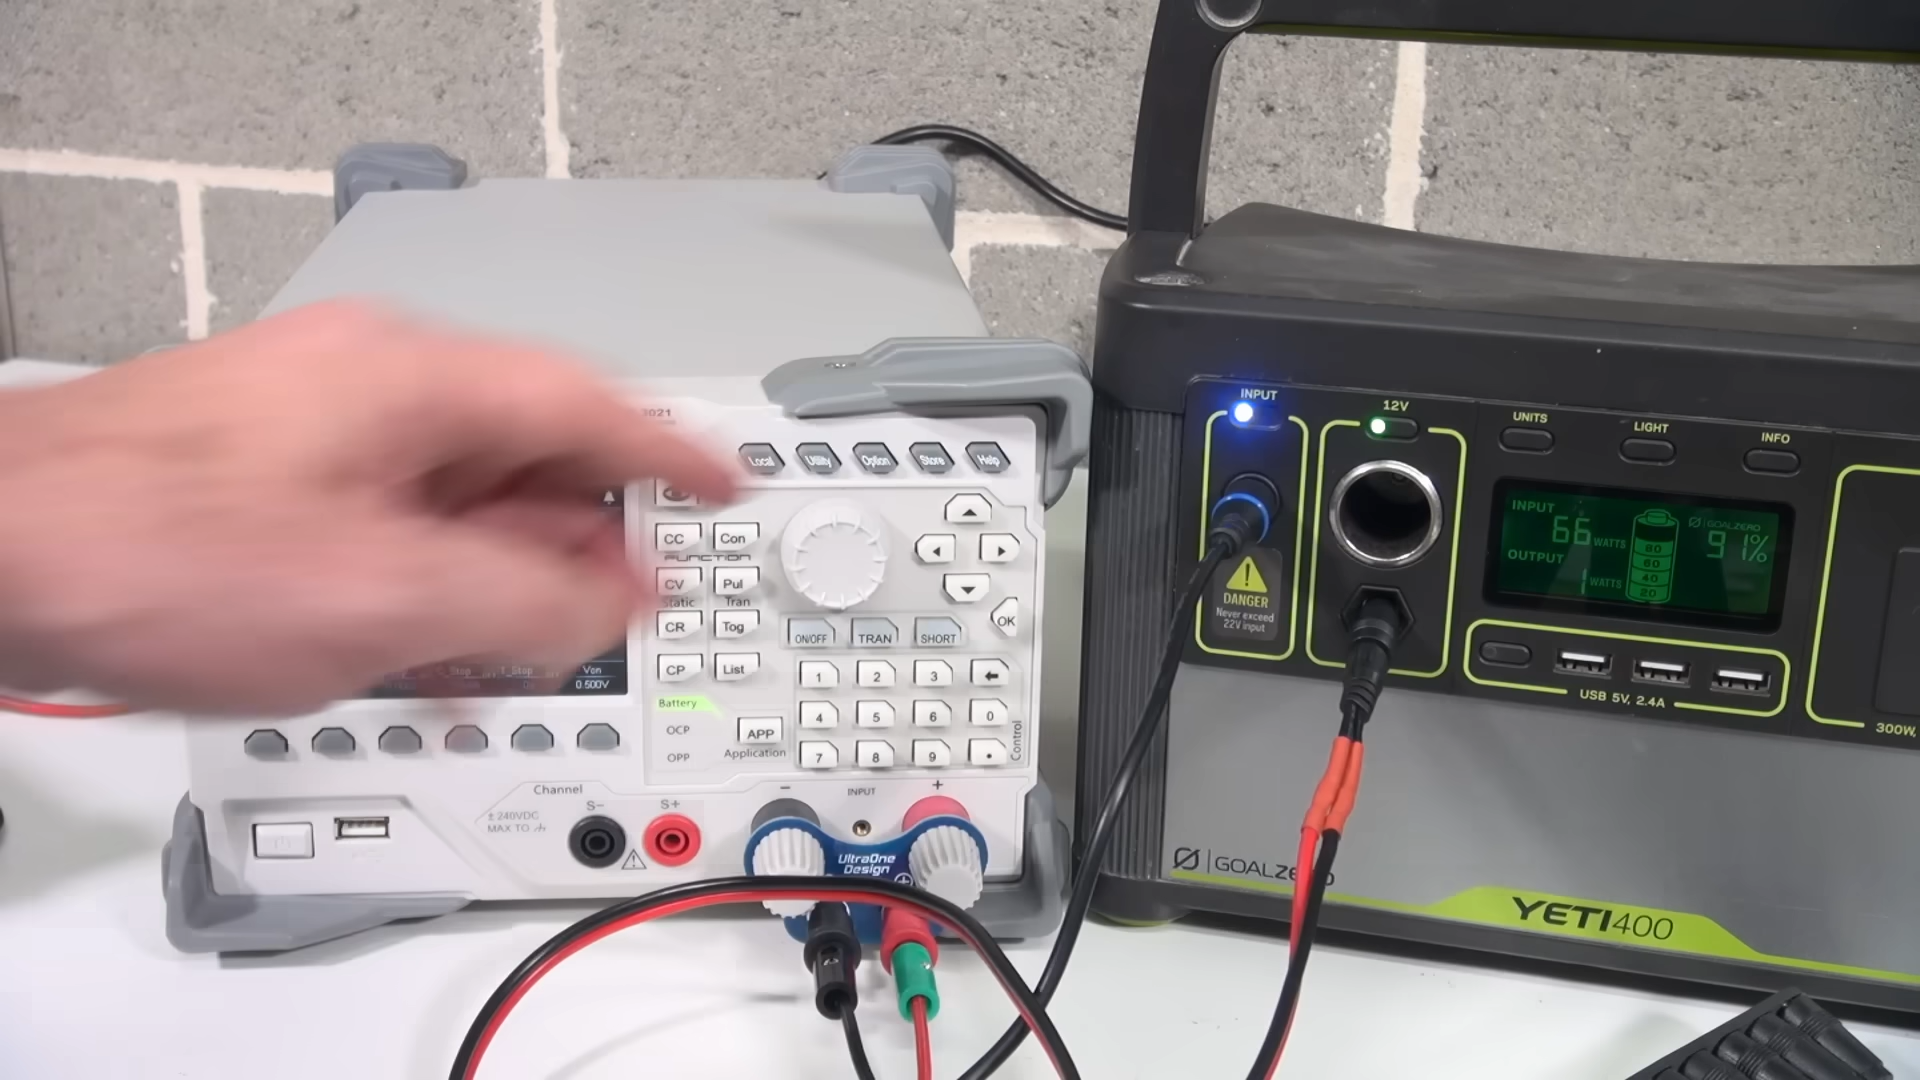 3021
Local
Utility
Option
Store
Help
CC
Con
FUNCTION
CV
Pul
Static
Tran
CR
Tog
CP
List
ON/OFF
TRAN
SHORT
OK
1
2
3
4
5
6
0
7
8
9
.
Control
Von
0.500V
Battery
OCP
OPP
APP
Application
Channel
± 240VDC
MAX TO
S-
S+
-
INPUT
+
UltraOne
Design
INPUT
12V
UNITS
LIGHT
INFO
INPUT
66 WATTS
OUTPUT
1 WATTS
80
60
40
20
GOALZERO
91%
DANGER
Never exceed
22V input
USB 5V, 2.4A
300W,
GOALZERO
YETI400